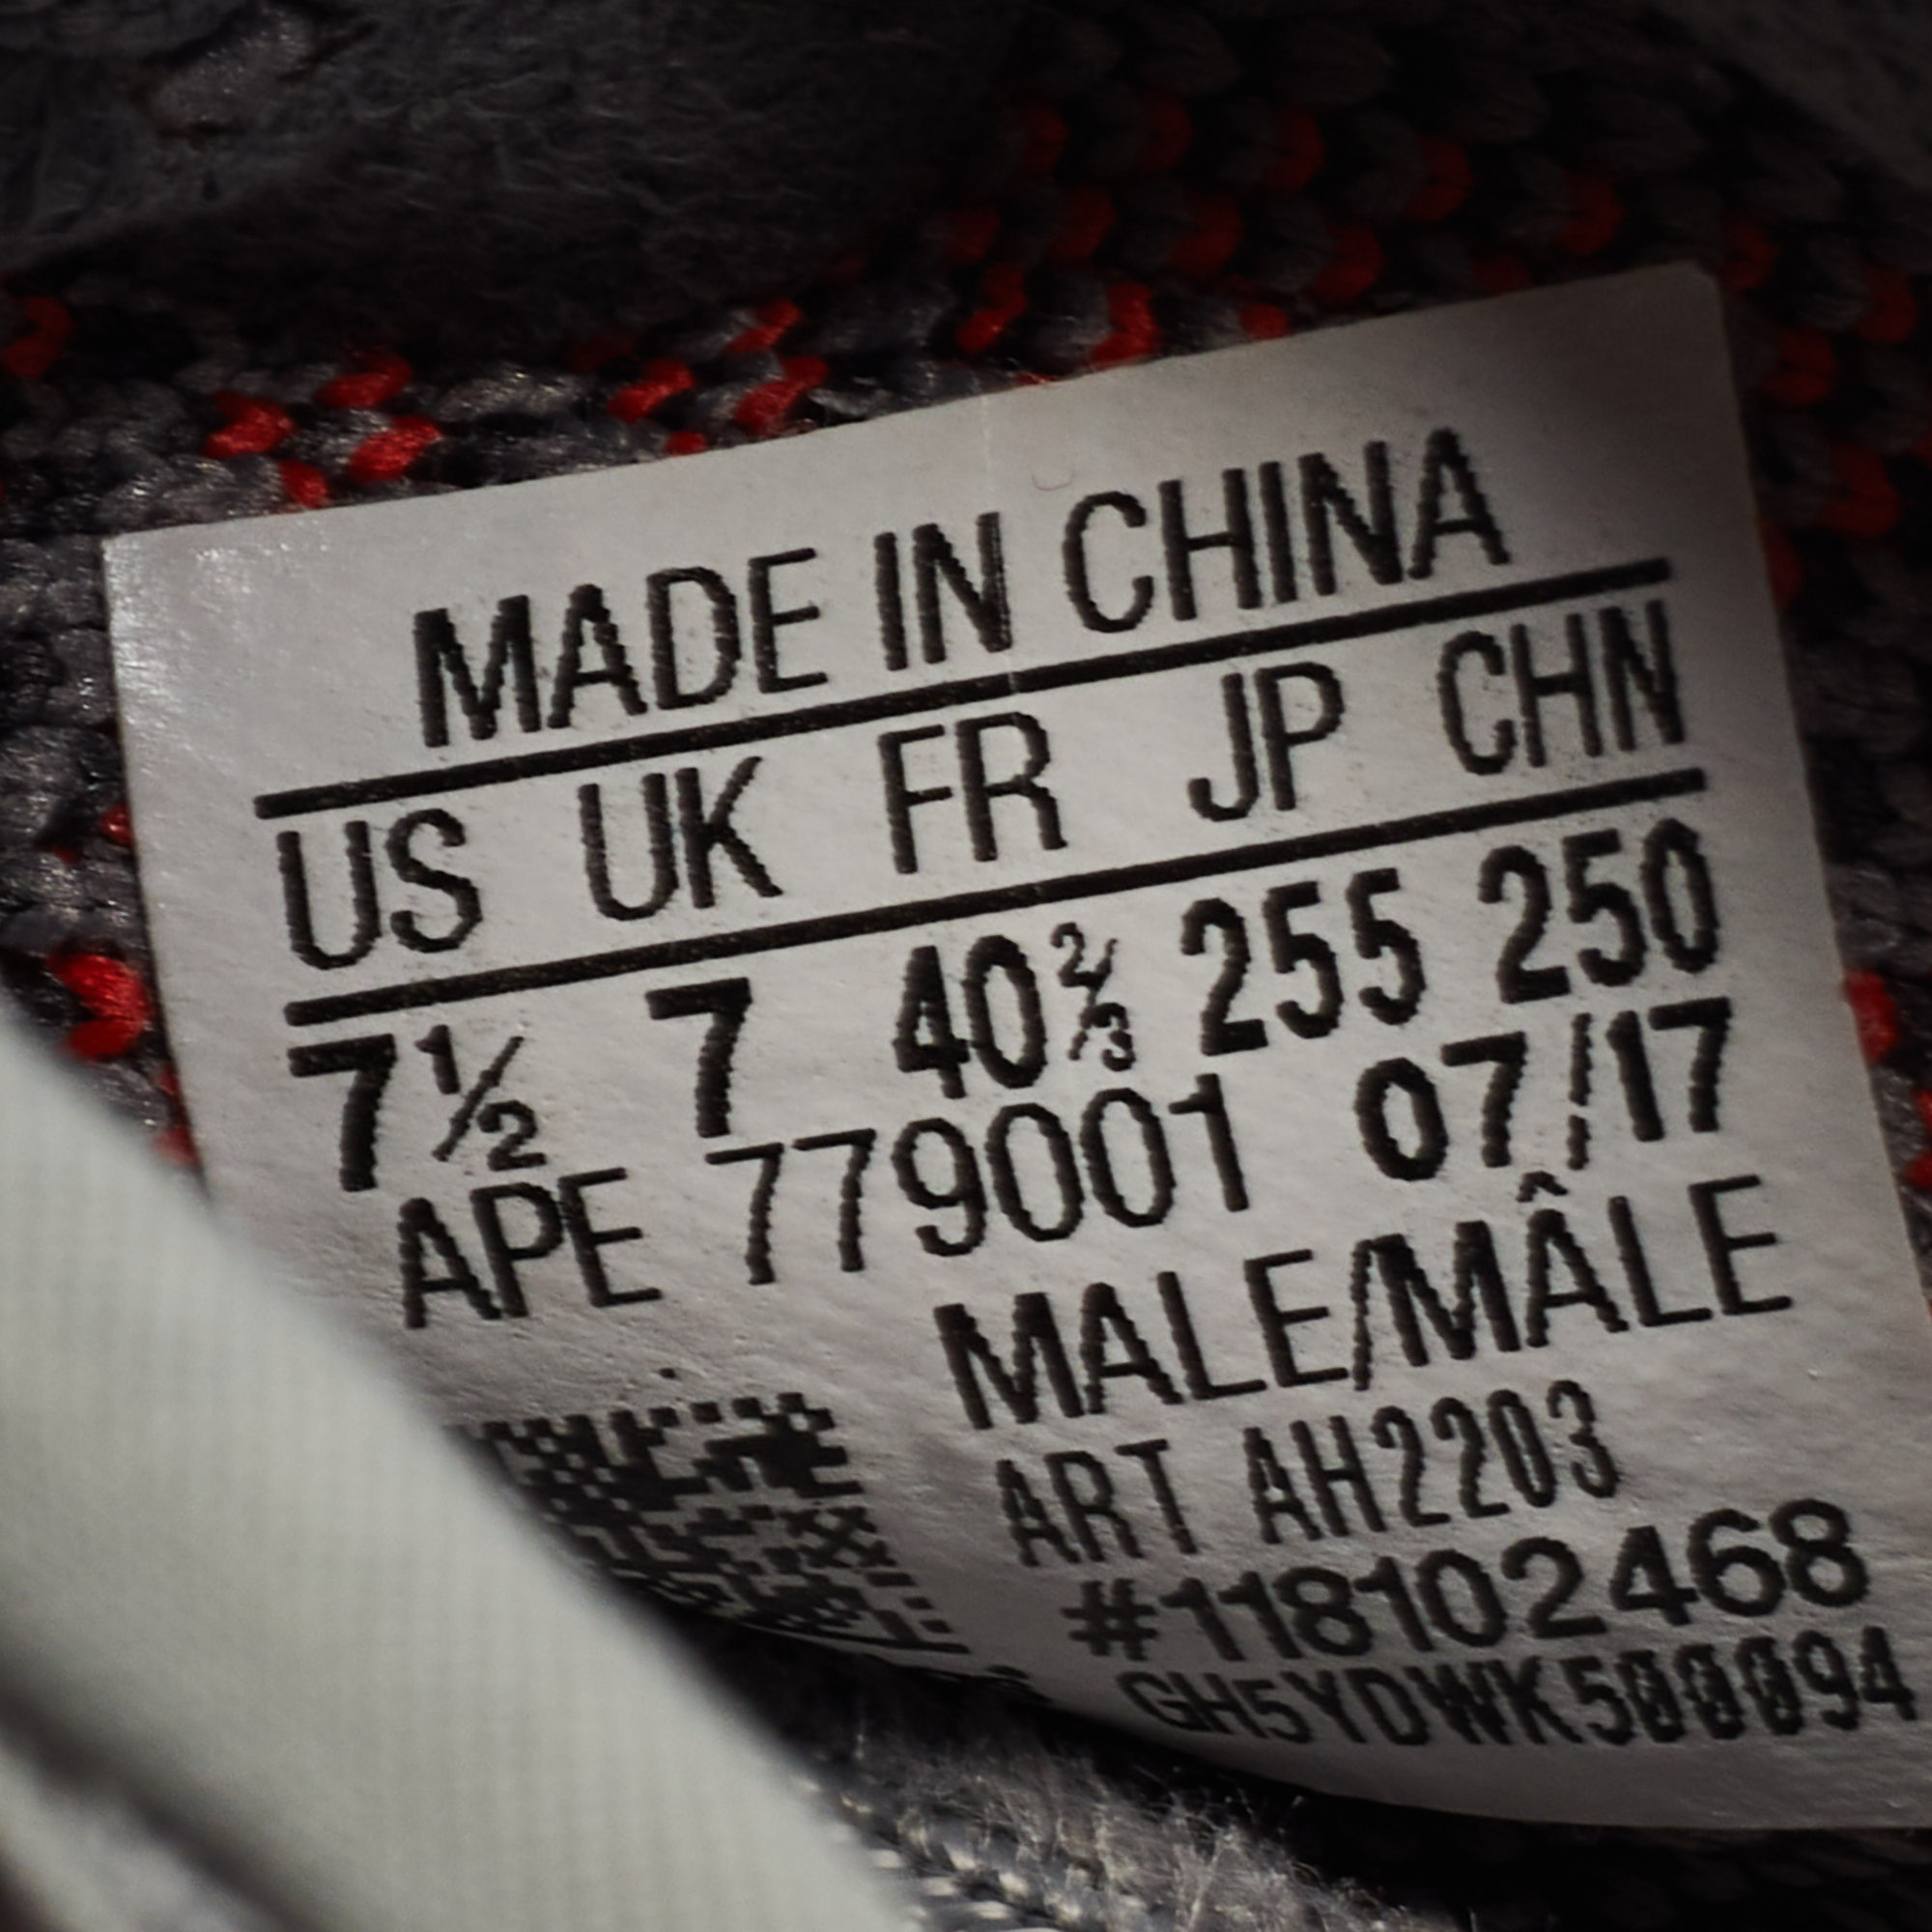 MADE IN CHINA
US UK FR JP CHN
7½ 7 40⅔ 255 250
APE 779001 07/17
MALE/MÂLE
ART AH2203
#118102468
GH5YDWK500094